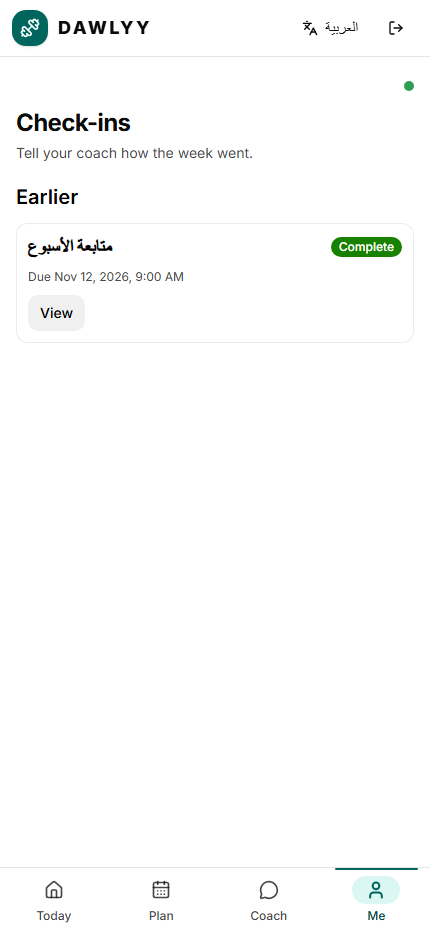 DAWLYY
العربية
Check-ins
Tell your coach how the week went.
Earlier
متابعة الأسبوع
Complete
Due Nov 12, 2026, 9:00 AM
View
Today
Plan
Coach
Me